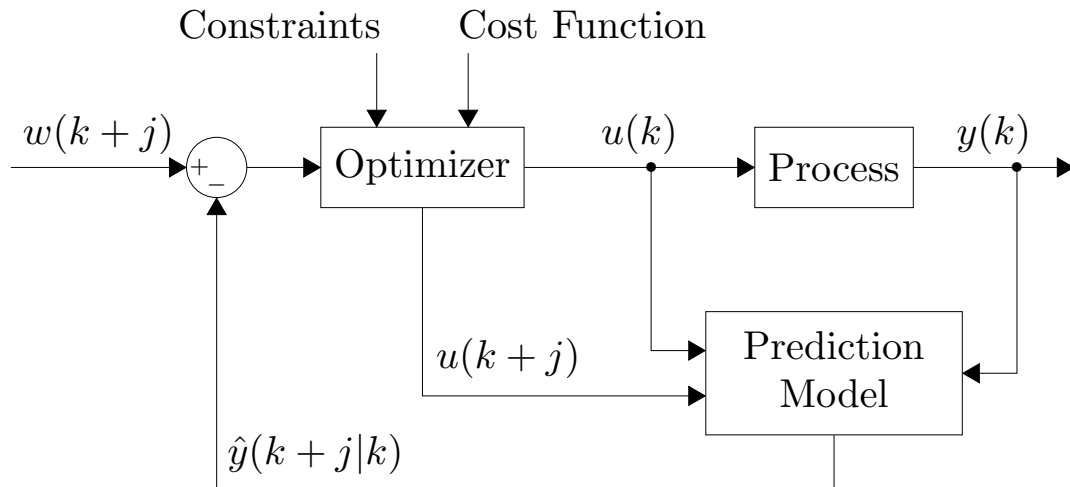 Constraints
Cost Function
w(k + j)
+
−
Optimizer
u(k)
Process
y(k)
u(k + j)
Prediction
Model
ŷ(k + j|k)